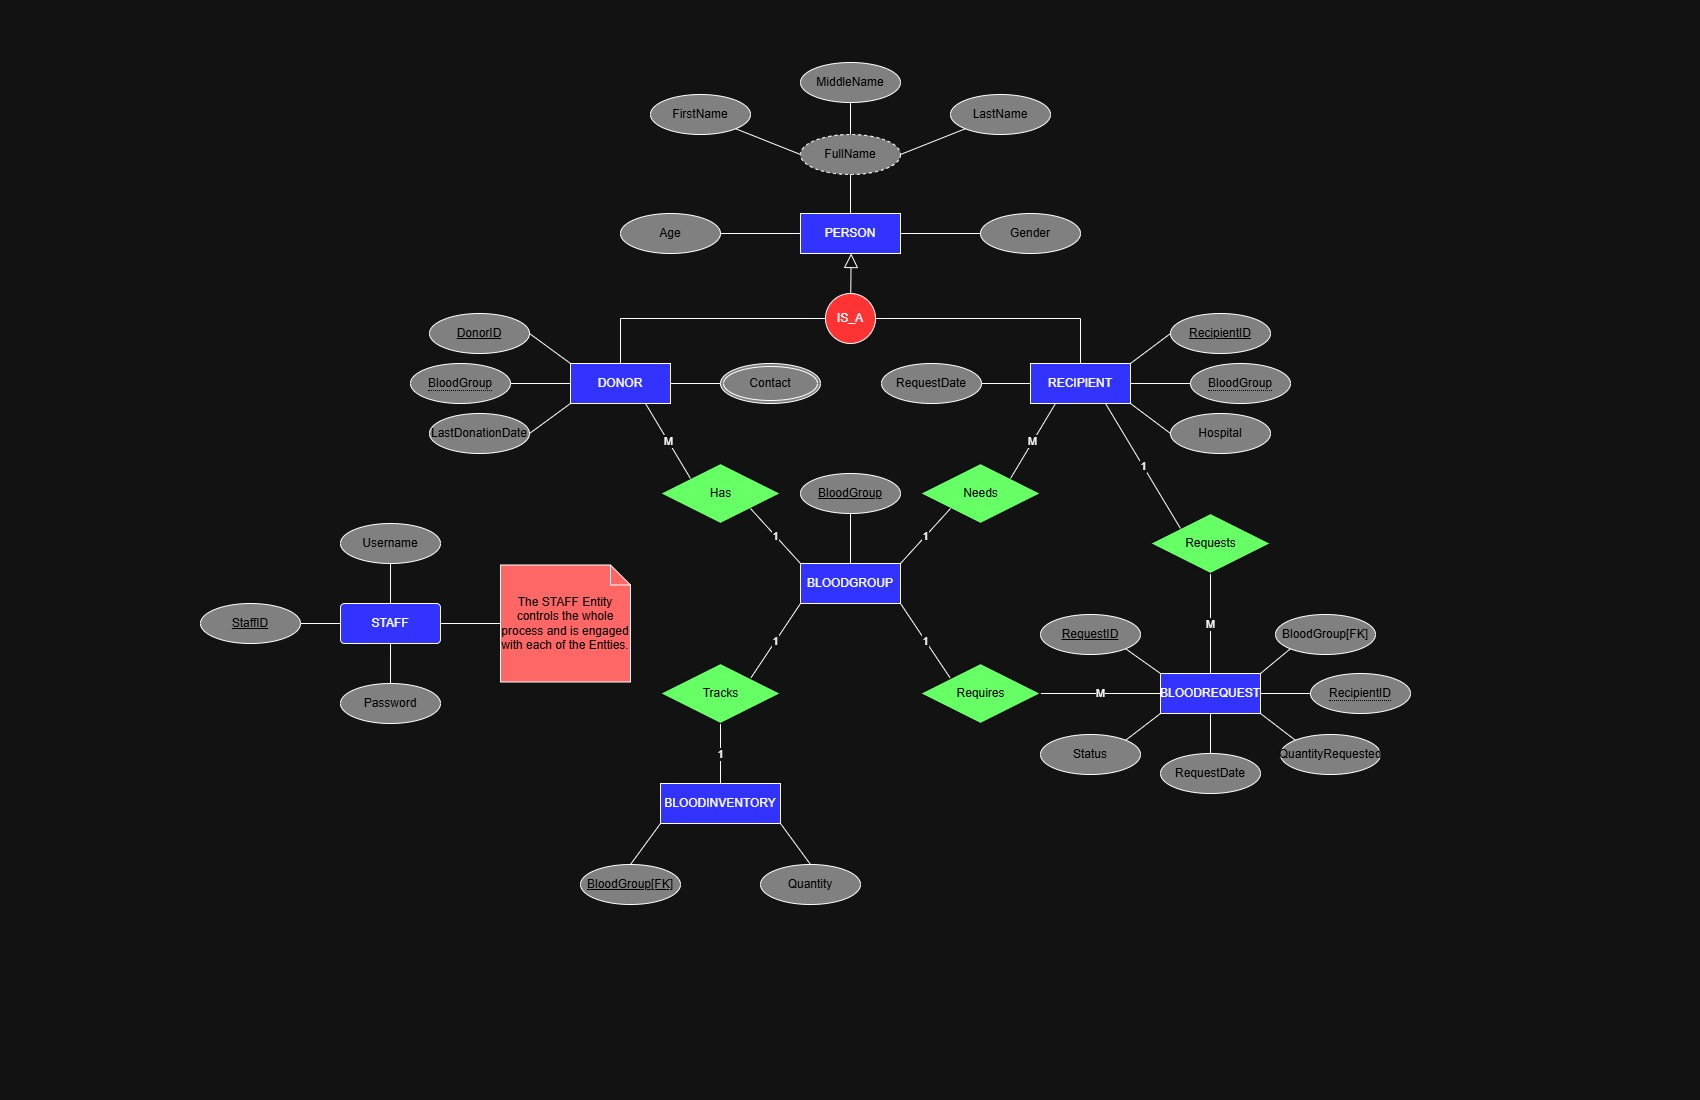 MiddleName
FirstName
LastName
FullName
Age
PERSON
Gender
IS_A
DonorID
RecipientID
BloodGroup
DONOR
Contact
RequestDate
RECIPIENT
BloodGroup
LastDonationDate
Hospital
M
M
1
Has
BloodGroup
Needs
1
1
Username
Requests
BLOODGROUP
The STAFF Entity
controls the whole
process and is engaged
with each of the Entties.
StaffID
STAFF
M
1
1
RequestID
BloodGroup[FK]
Password
Tracks
Requires
M
BLOODREQUEST
RecipientID
1
Status
QuantityRequested
RequestDate
BLOODINVENTORY
BloodGroup[FK]
Quantity